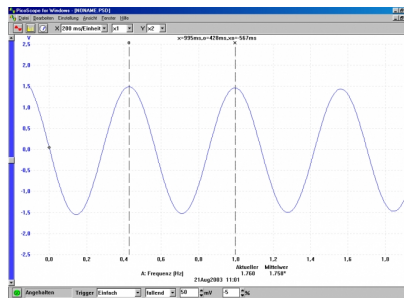 PicoScope for Windows - [NONAME.PSD]
Datei Bearbeiten Einstellung Ansicht Fenster Hilfe
X 200 ms/Einheit x1 Y x2
x=995ms,o=428ms,xo=-567ms
V
2,5
2,0
1,5
1,0
0,5
0,0
-0,5
-1,0
-1,5
-2,0
-2,5
0,0 0,2 0,4 0,6 0,8 1,0 1,2 1,4 1,6 1,8
Aktueller Mittelwer
A: Frequenz [Hz] 1.760 1.758*
21Aug2003 11:01
Angehalten Trigger Einfach fallend 50 mV -5 %